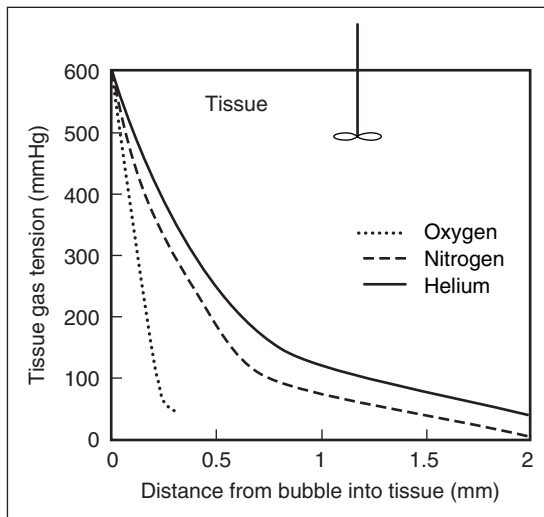 600
Tissue
500
400
Oxygen
300
Nitrogen
Helium
200
100
0
Tissue gas tension (mmHg)
0 0.5 1 1.5 2
Distance from bubble into tissue (mm)